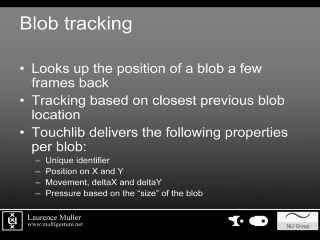 Blob tracking
• Looks up the position of a blob a few
frames back
• Tracking based on closest previous blob
location
• Touchlib delivers the following properties
per blob:
– Unique identifier
– Position on X and Y
– Movement, deltaX and deltaY
– Pressure based on the “size” of the blob
Laurence Muller
www.multigesture.net
NUI Group